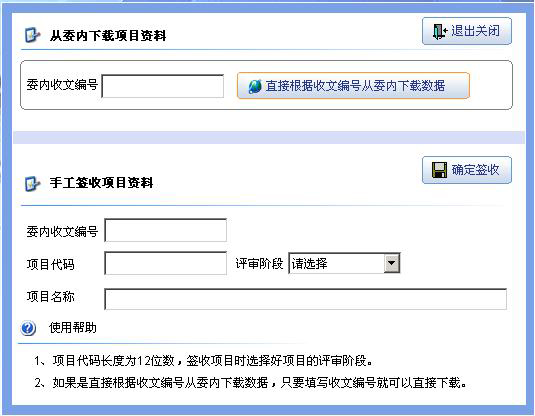 从委内下载项目资料
退出关闭
委内收文编号
直接根据收文编号从委内下载数据
手工签收项目资料
确定签收
委内收文编号
项目代码 评审阶段 请选择
项目名称
使用帮助
1、项目代码长度为12位数，签收项目时选择好项目的评审阶段。
2、如果是直接根据收文编号从委内下载数据，只要填写收文编号就可以直接下载。